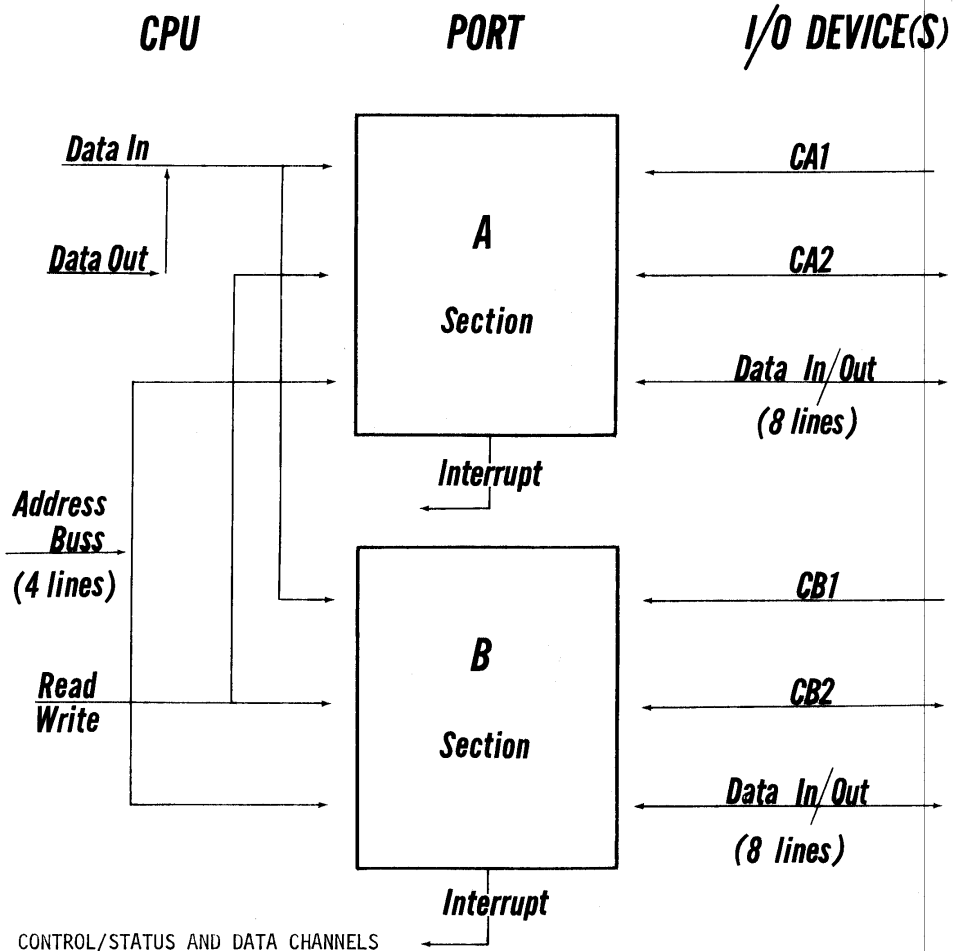 CPU
PORT
I/O DEVICE(S)
Data In
CA1
A
Data Out
CA2
Section
Data In/Out
(8 lines)
Interrupt
Address
Buss
(4 lines)
CB1
B
Read
Write
CB2
Section
Data In/Out
(8 lines)
Interrupt
CONTROL/STATUS AND DATA CHANNELS